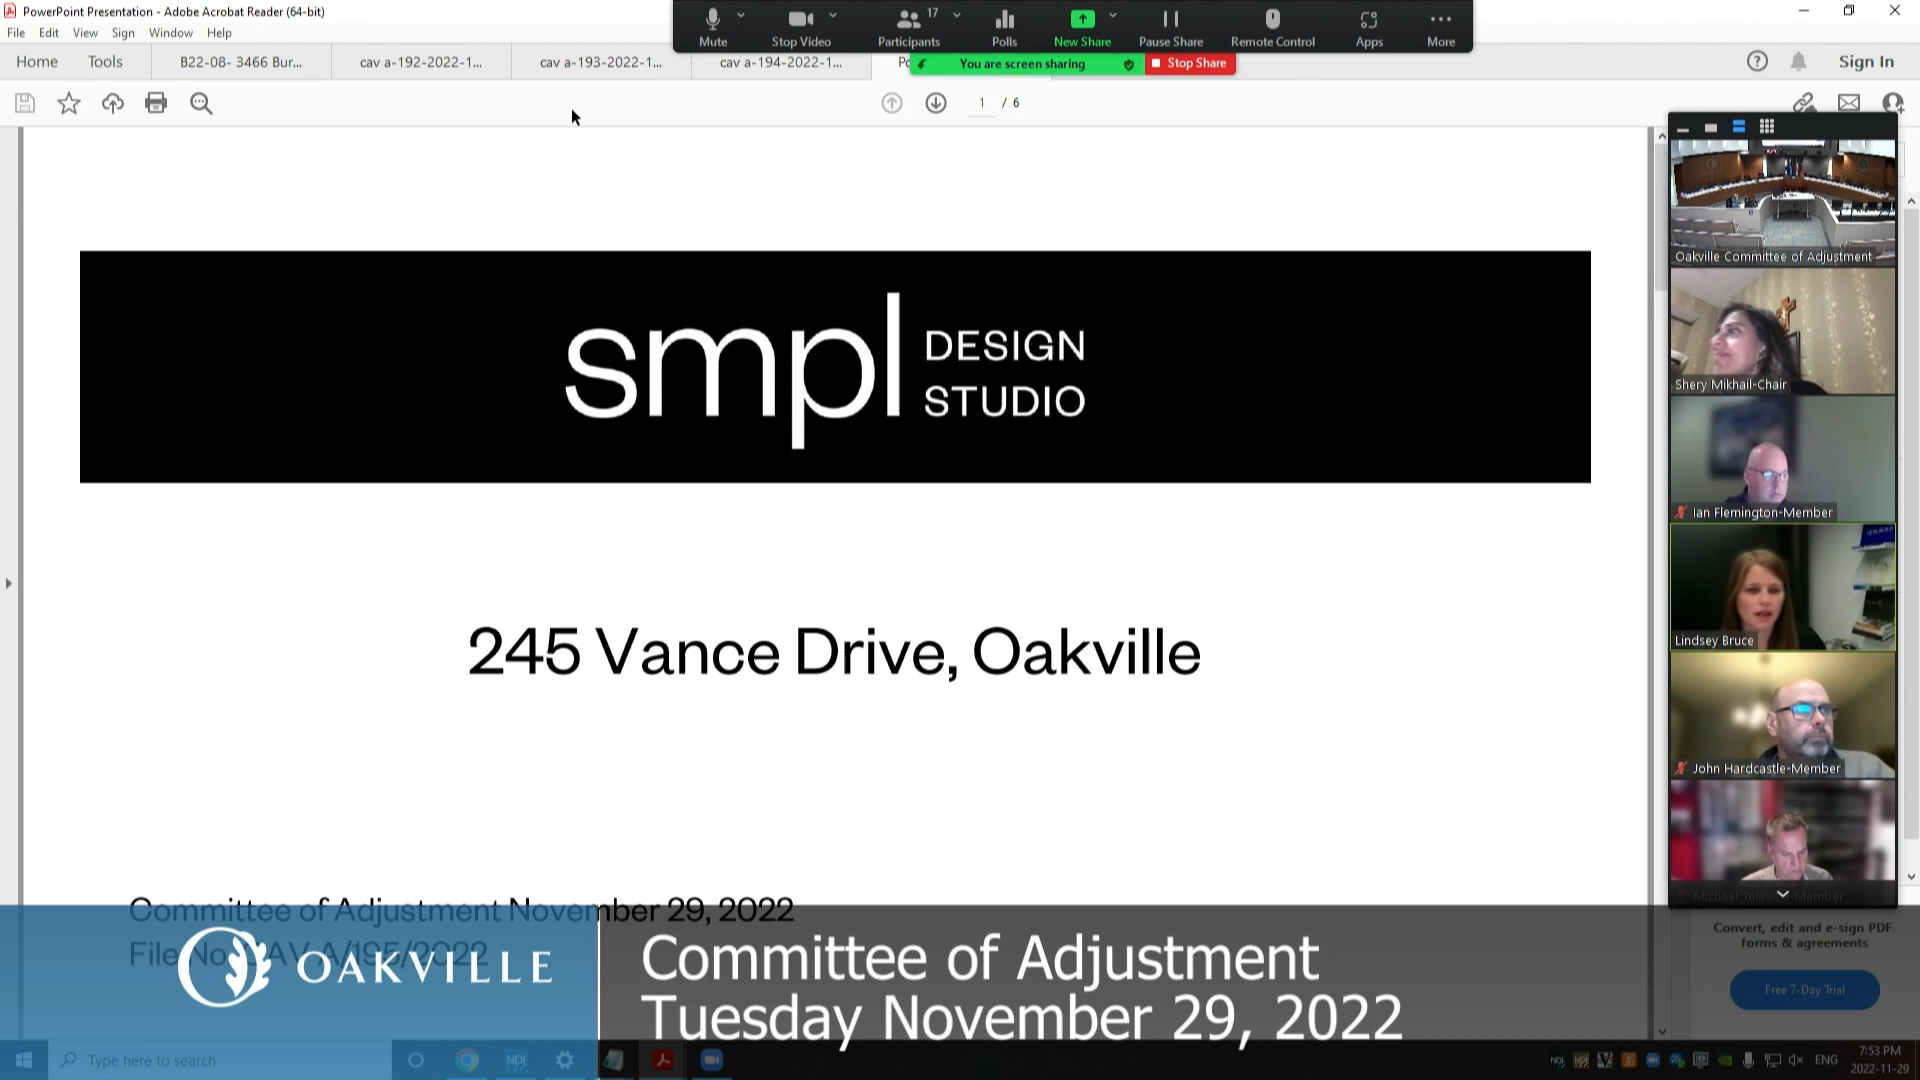 PowerPoint Presentation - Adobe Acrobat Reader (64-bit)
File Edit View Sign Window Help
Mute Stop Video Participants 17 Polls New Share Pause Share Remote Control Apps More
You are screen sharing Stop Share
Home Tools B22-08- 3466 Bur... cav a-192-2022-1... cav a-193-2022-1... cav a-194-2022-1...
Sign In
1 / 6
smpl DESIGN
STUDIO
245 Vance Drive, Oakville
Committee of Adjustment November 29, 2022
File No. CAV A/195/2022
Oakville Committee of Adjustment
Shery Mikhail-Chair
Ian Flemington-Member
Lindsey Bruce
John Hardcastle-Member
Convert, edit and e-sign PDF
forms & agreements
Free 7-Day Trial
OAKVILLE
Committee of Adjustment
Tuesday November 29, 2022
Type here to search
ENG
7:53 PM
2022-11-29